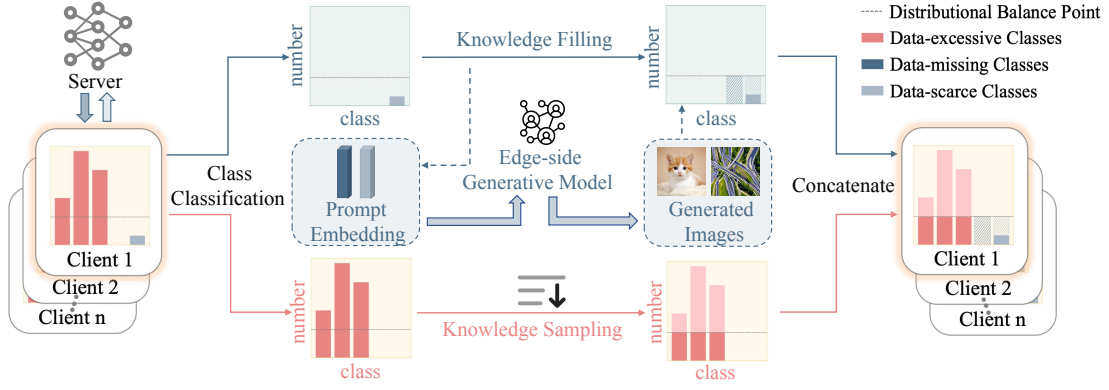 Server
Client 1
Client 2
Client n
Class
Classification
number
class
Knowledge Filling
number
class
Prompt
Embedding
Edge-side
Generative Model
Generated
Images
number
class
Knowledge Sampling
number
class
Concatenate
Distributional Balance Point
Data-excessive Classes
Data-missing Classes
Data-scarce Classes
Client 1
Client 2
Client n